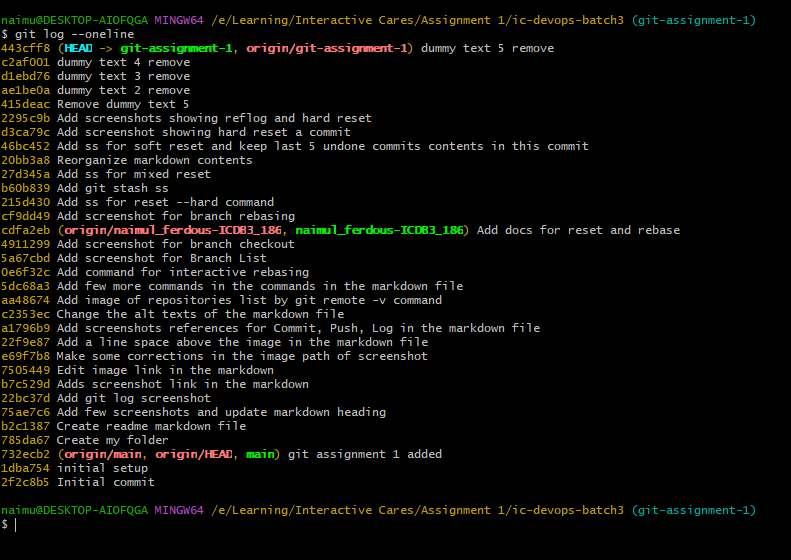 naimu@DESKTOP-AIOFQGA MINGW64 /e/Learning/Interactive Cares/Assignment 1/ic-devops-batch3 (git-assignment-1)
$ git log --oneline
443cff8 (HEAD -> git-assignment-1, origin/git-assignment-1) dummy text 5 remove
c2af001 dummy text 4 remove
d1ebd76 dummy text 3 remove
ae1be0a dummy text 2 remove
415deac Remove dummy text 5
2295c9b Add screenshots showing reflog and hard reset
d3ca79c Add screenshot showing hard reset a commit
46bc452 Add ss for soft reset and keep last 5 undone commits contents in this commit
20bb3a8 Reorganize markdown contents
27d345a Add ss for mixed reset
b60b839 Add git stash ss
215d430 Add ss for reset --hard command
cf9dd49 Add screenshot for branch rebasing
cdfa2eb (origin/naimul_ferdous-ICDB3_186, naimul_ferdous-ICDB3_186) Add docs for reset and rebase
4911299 Add screenshot for branch checkout
5a67cbd Add screenshot for Branch List
0e6f32c Add command for interactive rebasing
5dc68a3 Add few more commands in the commands in the markdown file
aa48674 Add image of repositories list by git remote -v command
c2353ec Change the alt texts of the markdown file
a1796b9 Add screenshots references for Commit, Push, Log in the markdown file
22f9e87 Add a line space above the image in the markdown file
e69f7b8 Make some corrections in the image path of screenshot
7505449 Edit image link in the markdown
b7c529d Adds screenshot link in the markdown
22bc37d Add git log screenshot
75ae7c6 Add few screenshots and update markdown heading
b2c1387 Create readme markdown file
785da67 Create my folder
732ecb2 (origin/main, origin/HEAD, main) git assignment 1 added
1dba754 initial setup
2f2c8b5 Initial commit
naimu@DESKTOP-AIOFQGA MINGW64 /e/Learning/Interactive Cares/Assignment 1/ic-devops-batch3 (git-assignment-1)
$